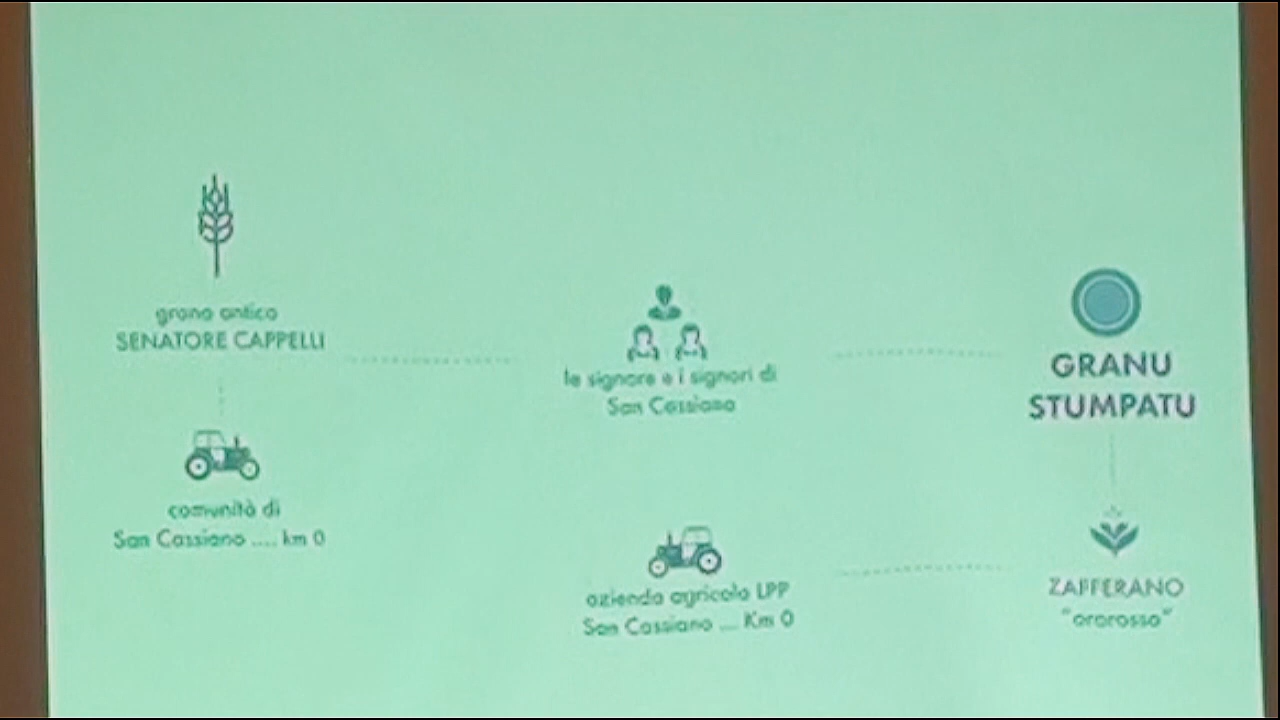 grano antico
SENATORE CAPPELLI
comunità di
San Cassiano .... km 0
le signore e i signori di
San Cassiano
azienda agricola LPP
San Cassiano .... Km 0
GRANU
STUMPATU
ZAFFERANO
"ororosso"